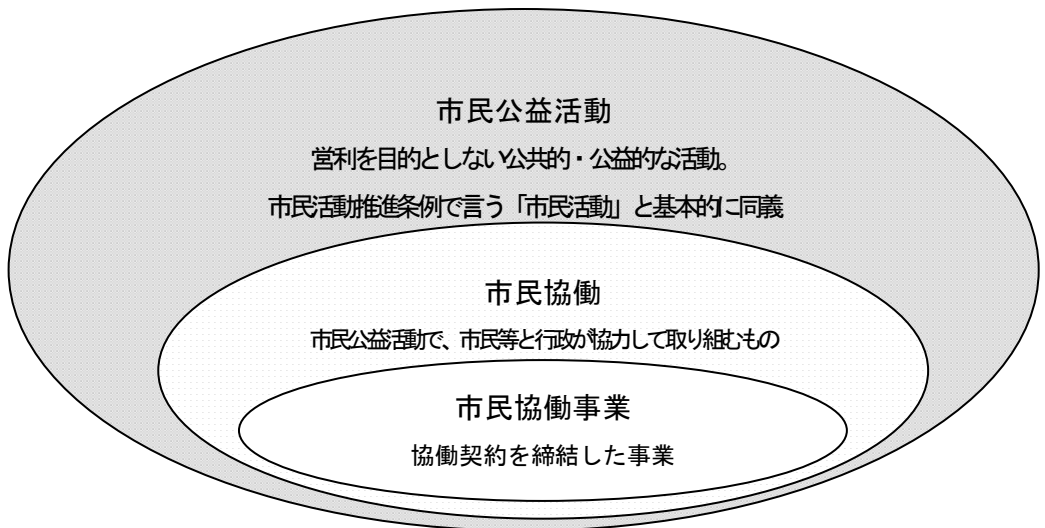 市民公益活動
営利を目的としない公共的・公益的な活動。
市民活動推進条例で言う「市民活動」と基本的に同義
市民協働
市民公益活動で、市民等と行政が協力して取り組むもの
市民協働事業
協働契約を締結した事業